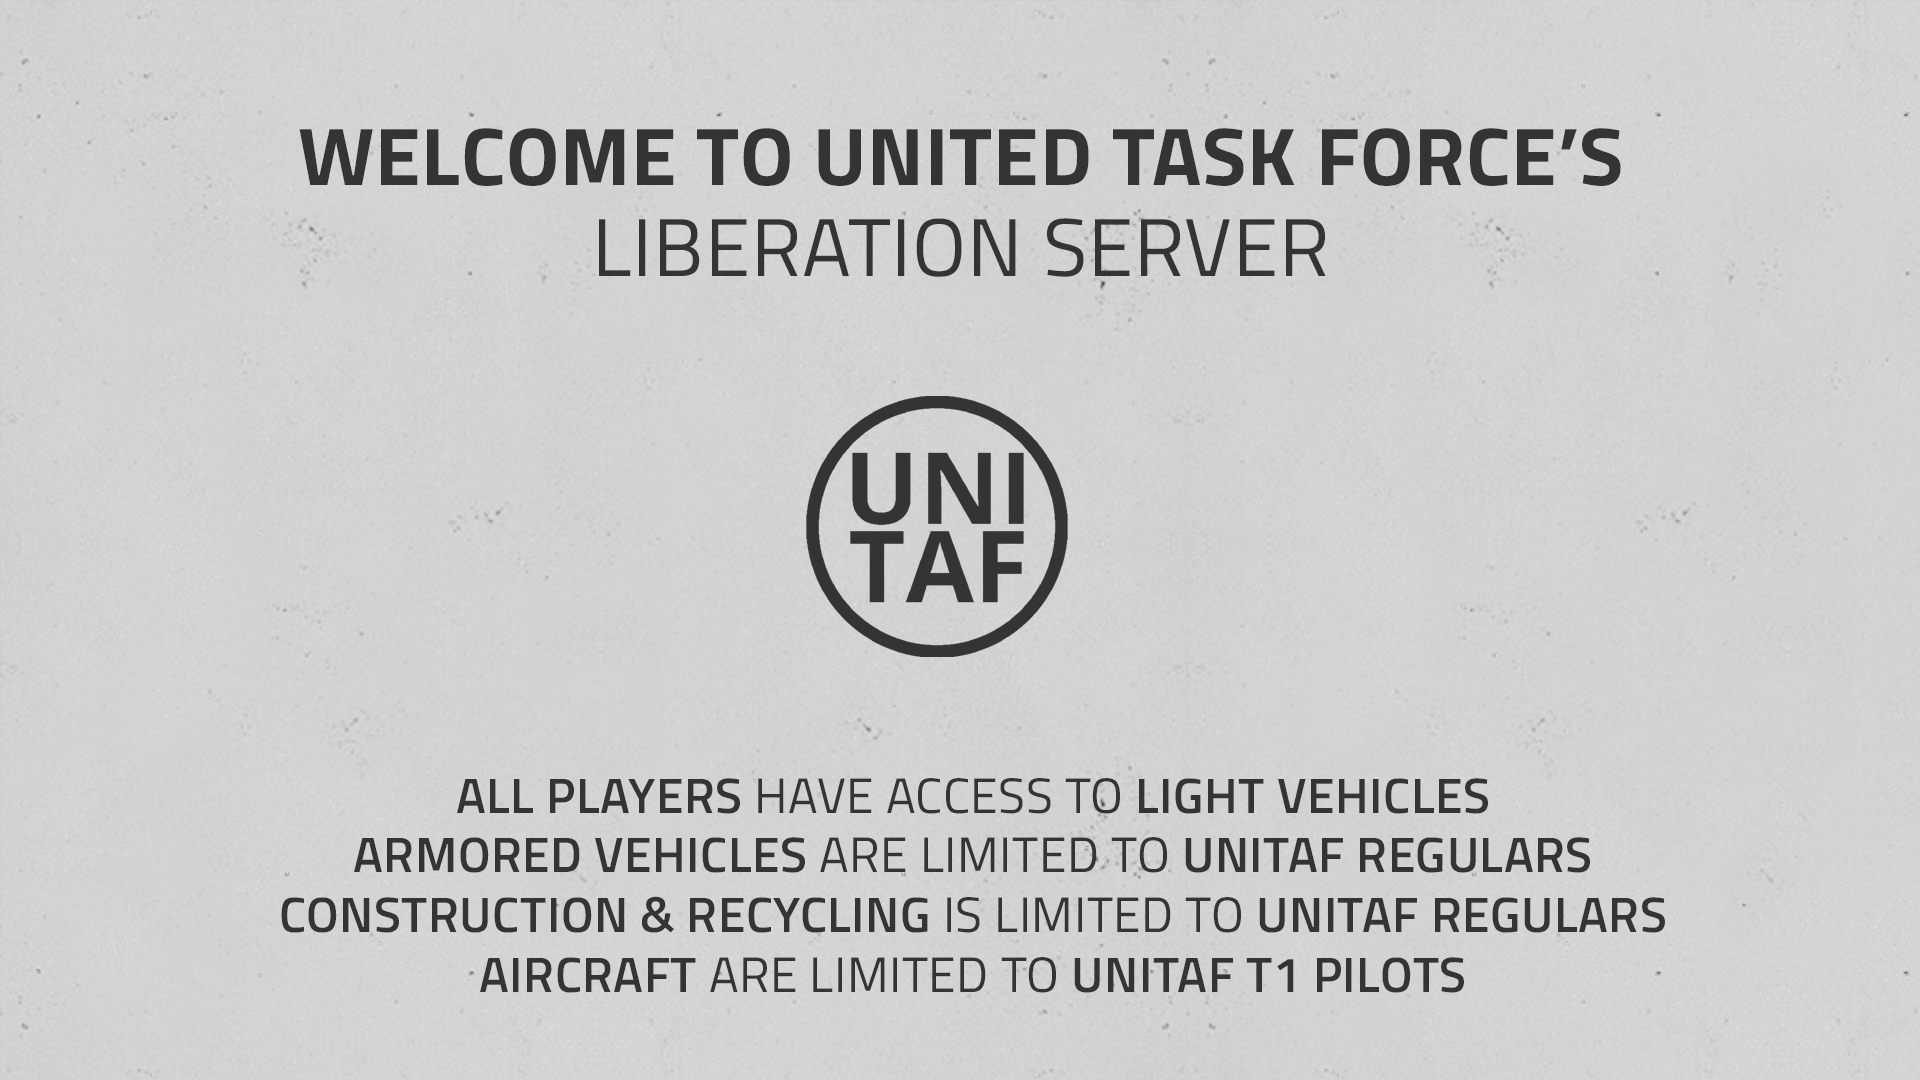 WELCOME TO UNITED TASK FORCE’S
LIBERATION SERVER
UNI
TAF
ALL PLAYERS HAVE ACCESS TO LIGHT VEHICLES
ARMORED VEHICLES ARE LIMITED TO UNITAF REGULARS
CONSTRUCTION & RECYCLING IS LIMITED TO UNITAF REGULARS
AIRCRAFT ARE LIMITED TO UNITAF T1 PILOTS